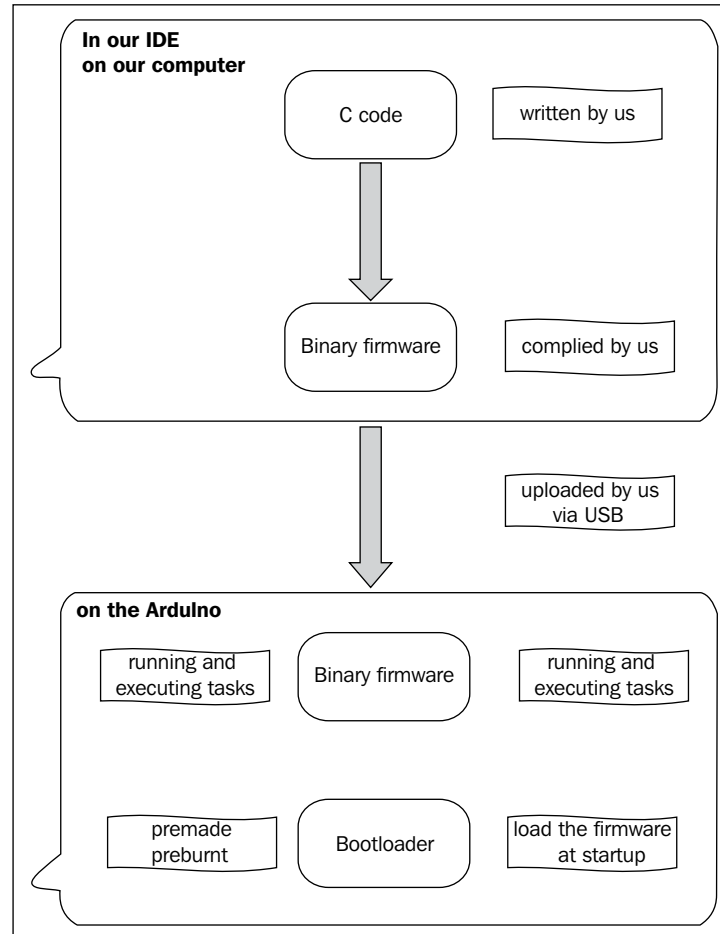 In our IDE
on our computer
C code
written by us
Binary firmware
complied by us
uploaded by us
via USB
on the Arduino
running and
executing tasks
Binary firmware
running and
executing tasks
premade
preburnt
Bootloader
load the firmware
at startup